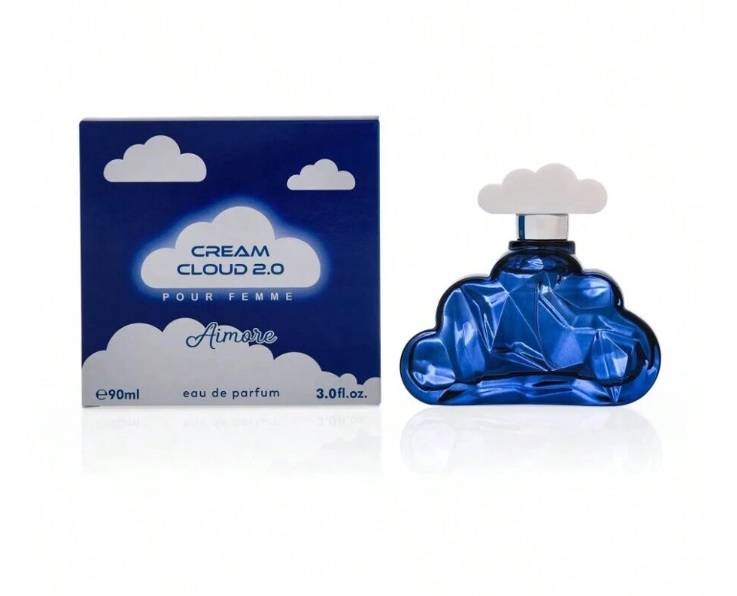 CREAM
CLOUD 2.0
POUR FEMME
Aimore
℮90ml eau de parfum 3.0fl.oz.